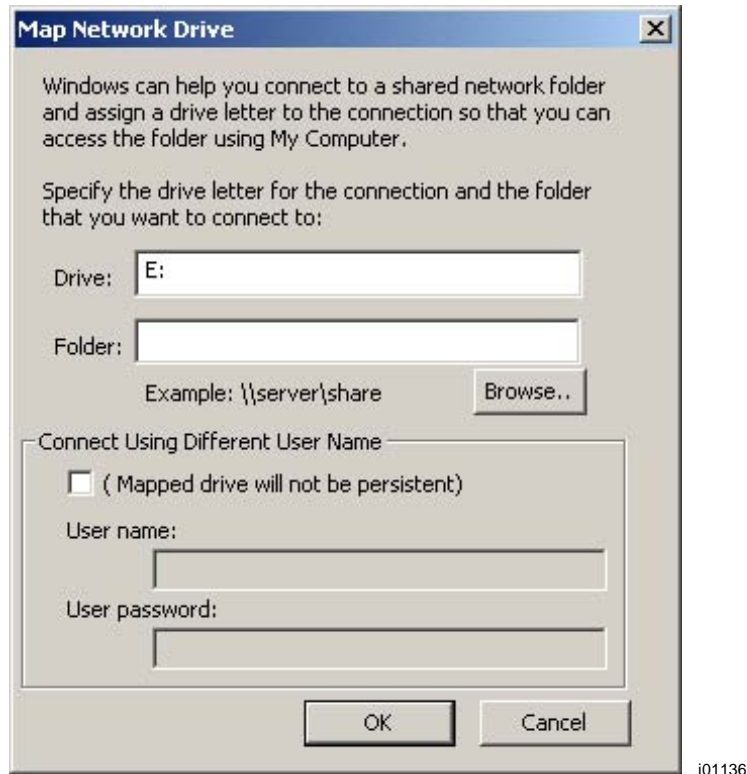 Map Network Drive
Windows can help you connect to a shared network folder
and assign a drive letter to the connection so that you can
access the folder using My Computer.
Specify the drive letter for the connection and the folder
that you want to connect to:
Drive: E:
Folder:
Example: \\server\share Browse..
Connect Using Different User Name
( Mapped drive will not be persistent)
User name:
User password:
OK Cancel
i01136